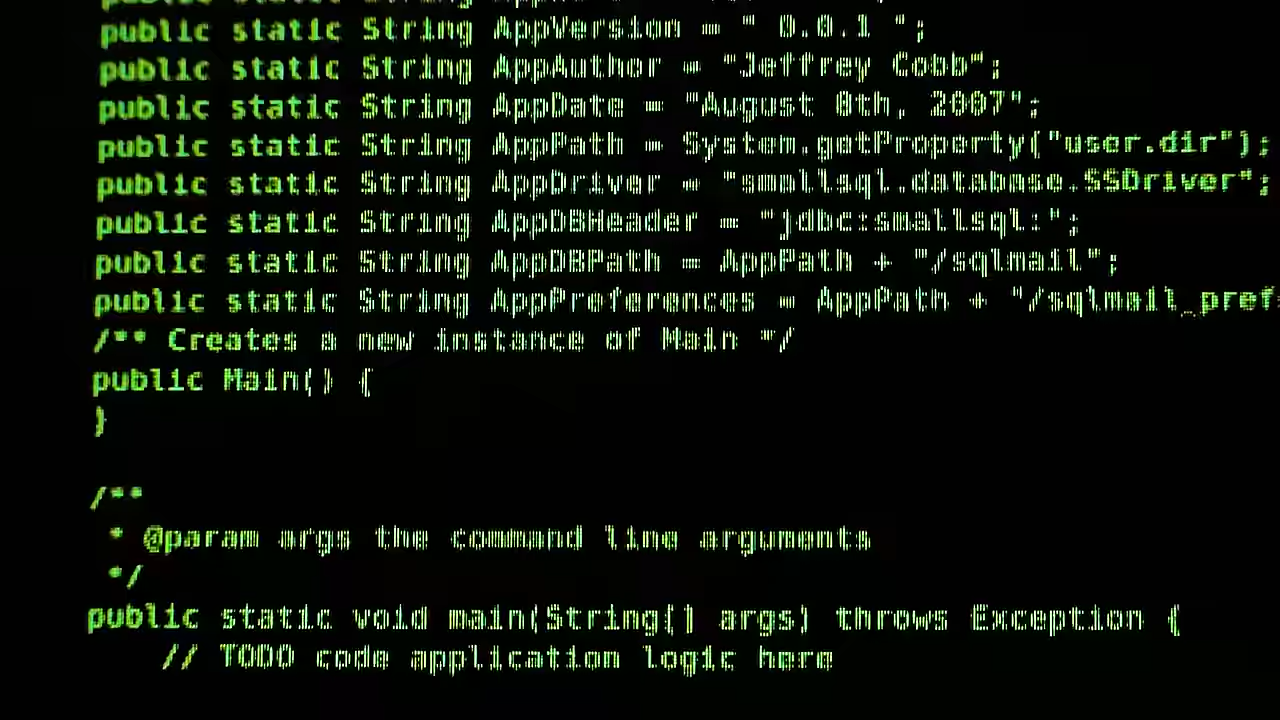 public static String AppVersion = " 0.0.1 ";
public static String AppAuthor = "Jeffrey Cobb";
public static String AppDate = "August 8th, 2007";
public static String AppPath = System.getProperty("user.dir");
public static String AppDriver = "smallsql.database.SSDriver";
public static String AppDBHeader = "jdbc:smallsql:";
public static String AppDBPath = AppPath + "/sqlmail";
public static String AppPreferences = AppPath + "/sqlmail_pref
/** Creates a new instance of Main */
public Main() {
}
/**
* @param args the command line arguments
*/
public static void main(String[] args) throws Exception {
// TODO code application logic here